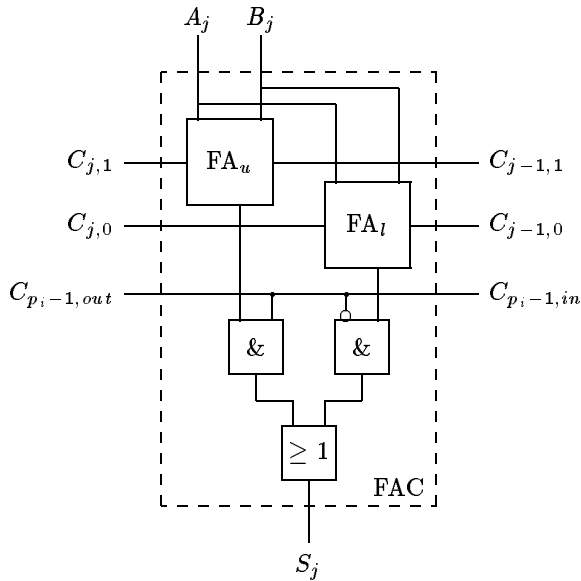 A_j B_j
C_{j,1} FA_u C_{j-1,1}
C_{j,0} FA_l C_{j-1,0}
C_{p_i-1,out} C_{p_i-1,in}
& &
≥ 1
FAC
S_j